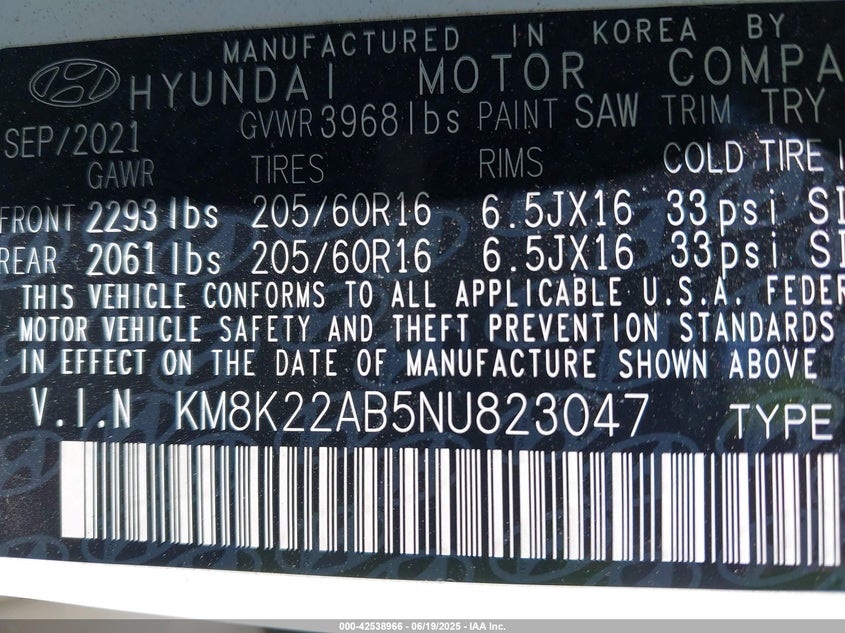 MANUFACTURED IN KOREA BY
HYUNDAI MOTOR COMPA
SEP/2021 GVWR 3968 lbs PAINT SAW TRIM TRY
GAWR TIRES RIMS COLD TIRE I
FRONT 2293 lbs 205/60R16 6.5JX16 33psi SI
REAR 2061 lbs 205/60R16 6.5JX16 33psi SI
THIS VEHICLE CONFORMS TO ALL APPLICABLE U.S.A. FEDER
MOTOR VEHICLE SAFETY AND THEFT PREVENTION STANDARDS
IN EFFECT ON THE DATE OF MANUFACTURE SHOWN ABOVE
V.I.N KM8K22AB5NU823047 TYPE
000-42538966 - 06/19/2025 - IAA Inc.